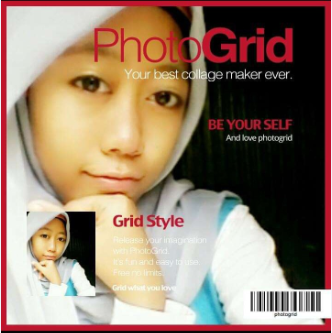 PhotoGrid
Your best collage maker ever.
BE YOUR SELF
And love photogrid
Grid Style
Release your imagination
with PhotoGrid
it's fun and easy to use.
Free no limits.
Grid what you love
photogrid